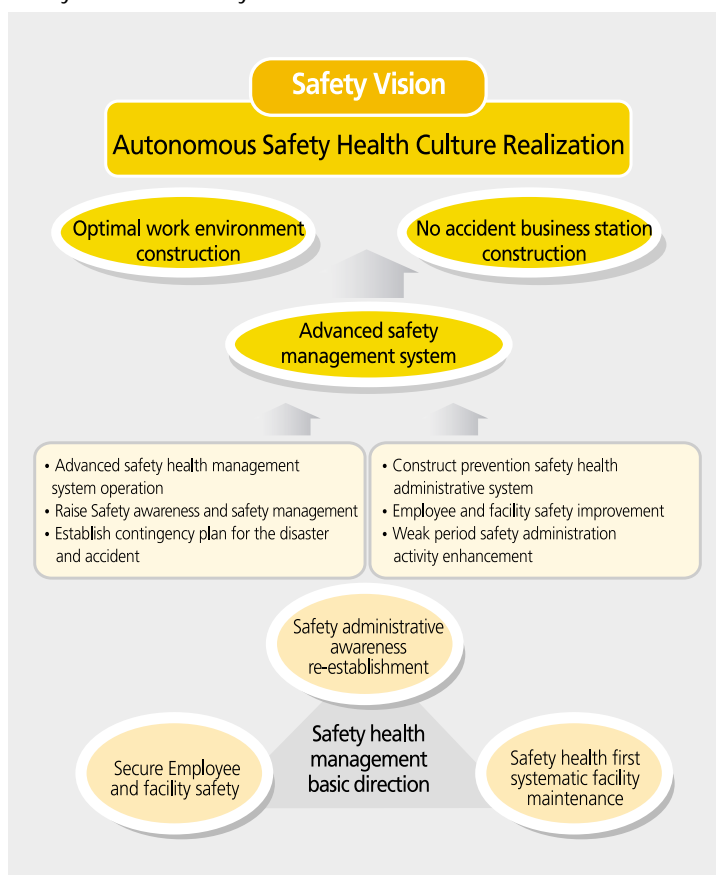 Safety Vision
Autonomous Safety Health Culture Realization
Optimal work environment
construction
No accident business station
construction
Advanced safety
management system
• Advanced safety health management
system operation
• Raise Safety awareness and safety management
• Establish contingency plan for the disaster
and accident
• Construct prevention safety health
administrative system
• Employee and facility safety improvement
• Weak period safety administration
activity enhancement
Safety administrative
awareness
re-establishment
Safety health
management
basic direction
Secure Employee
and facility safety
Safety health first
systematic facility
maintenance